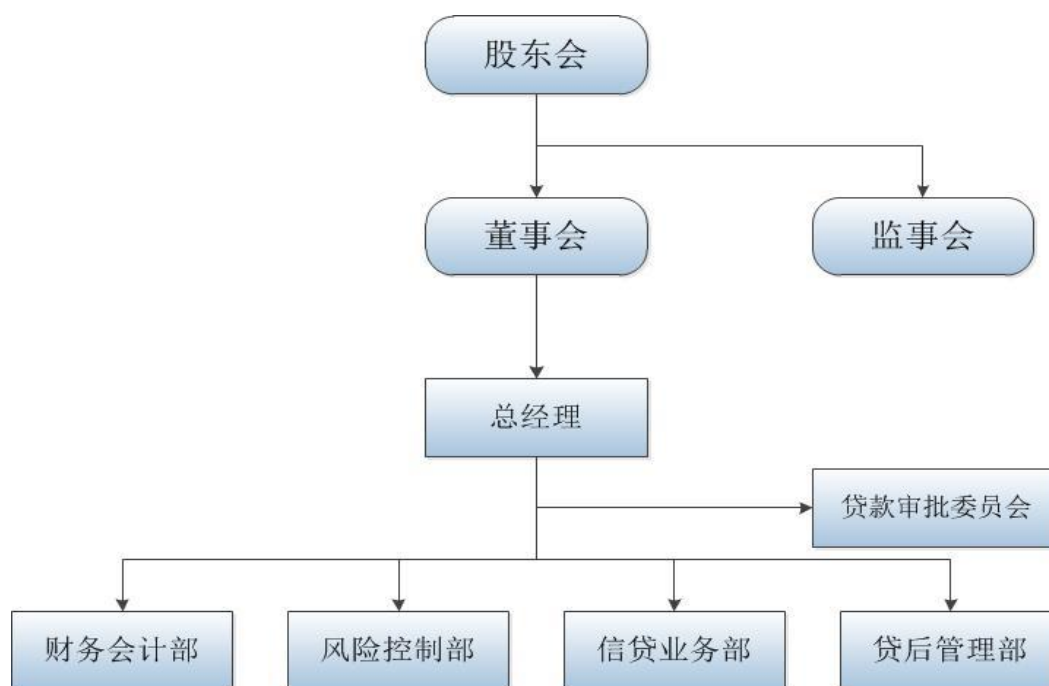 股东会
董事会
监事会
总经理
贷款审批委员会
财务会计部
风险控制部
信贷业务部
贷后管理部